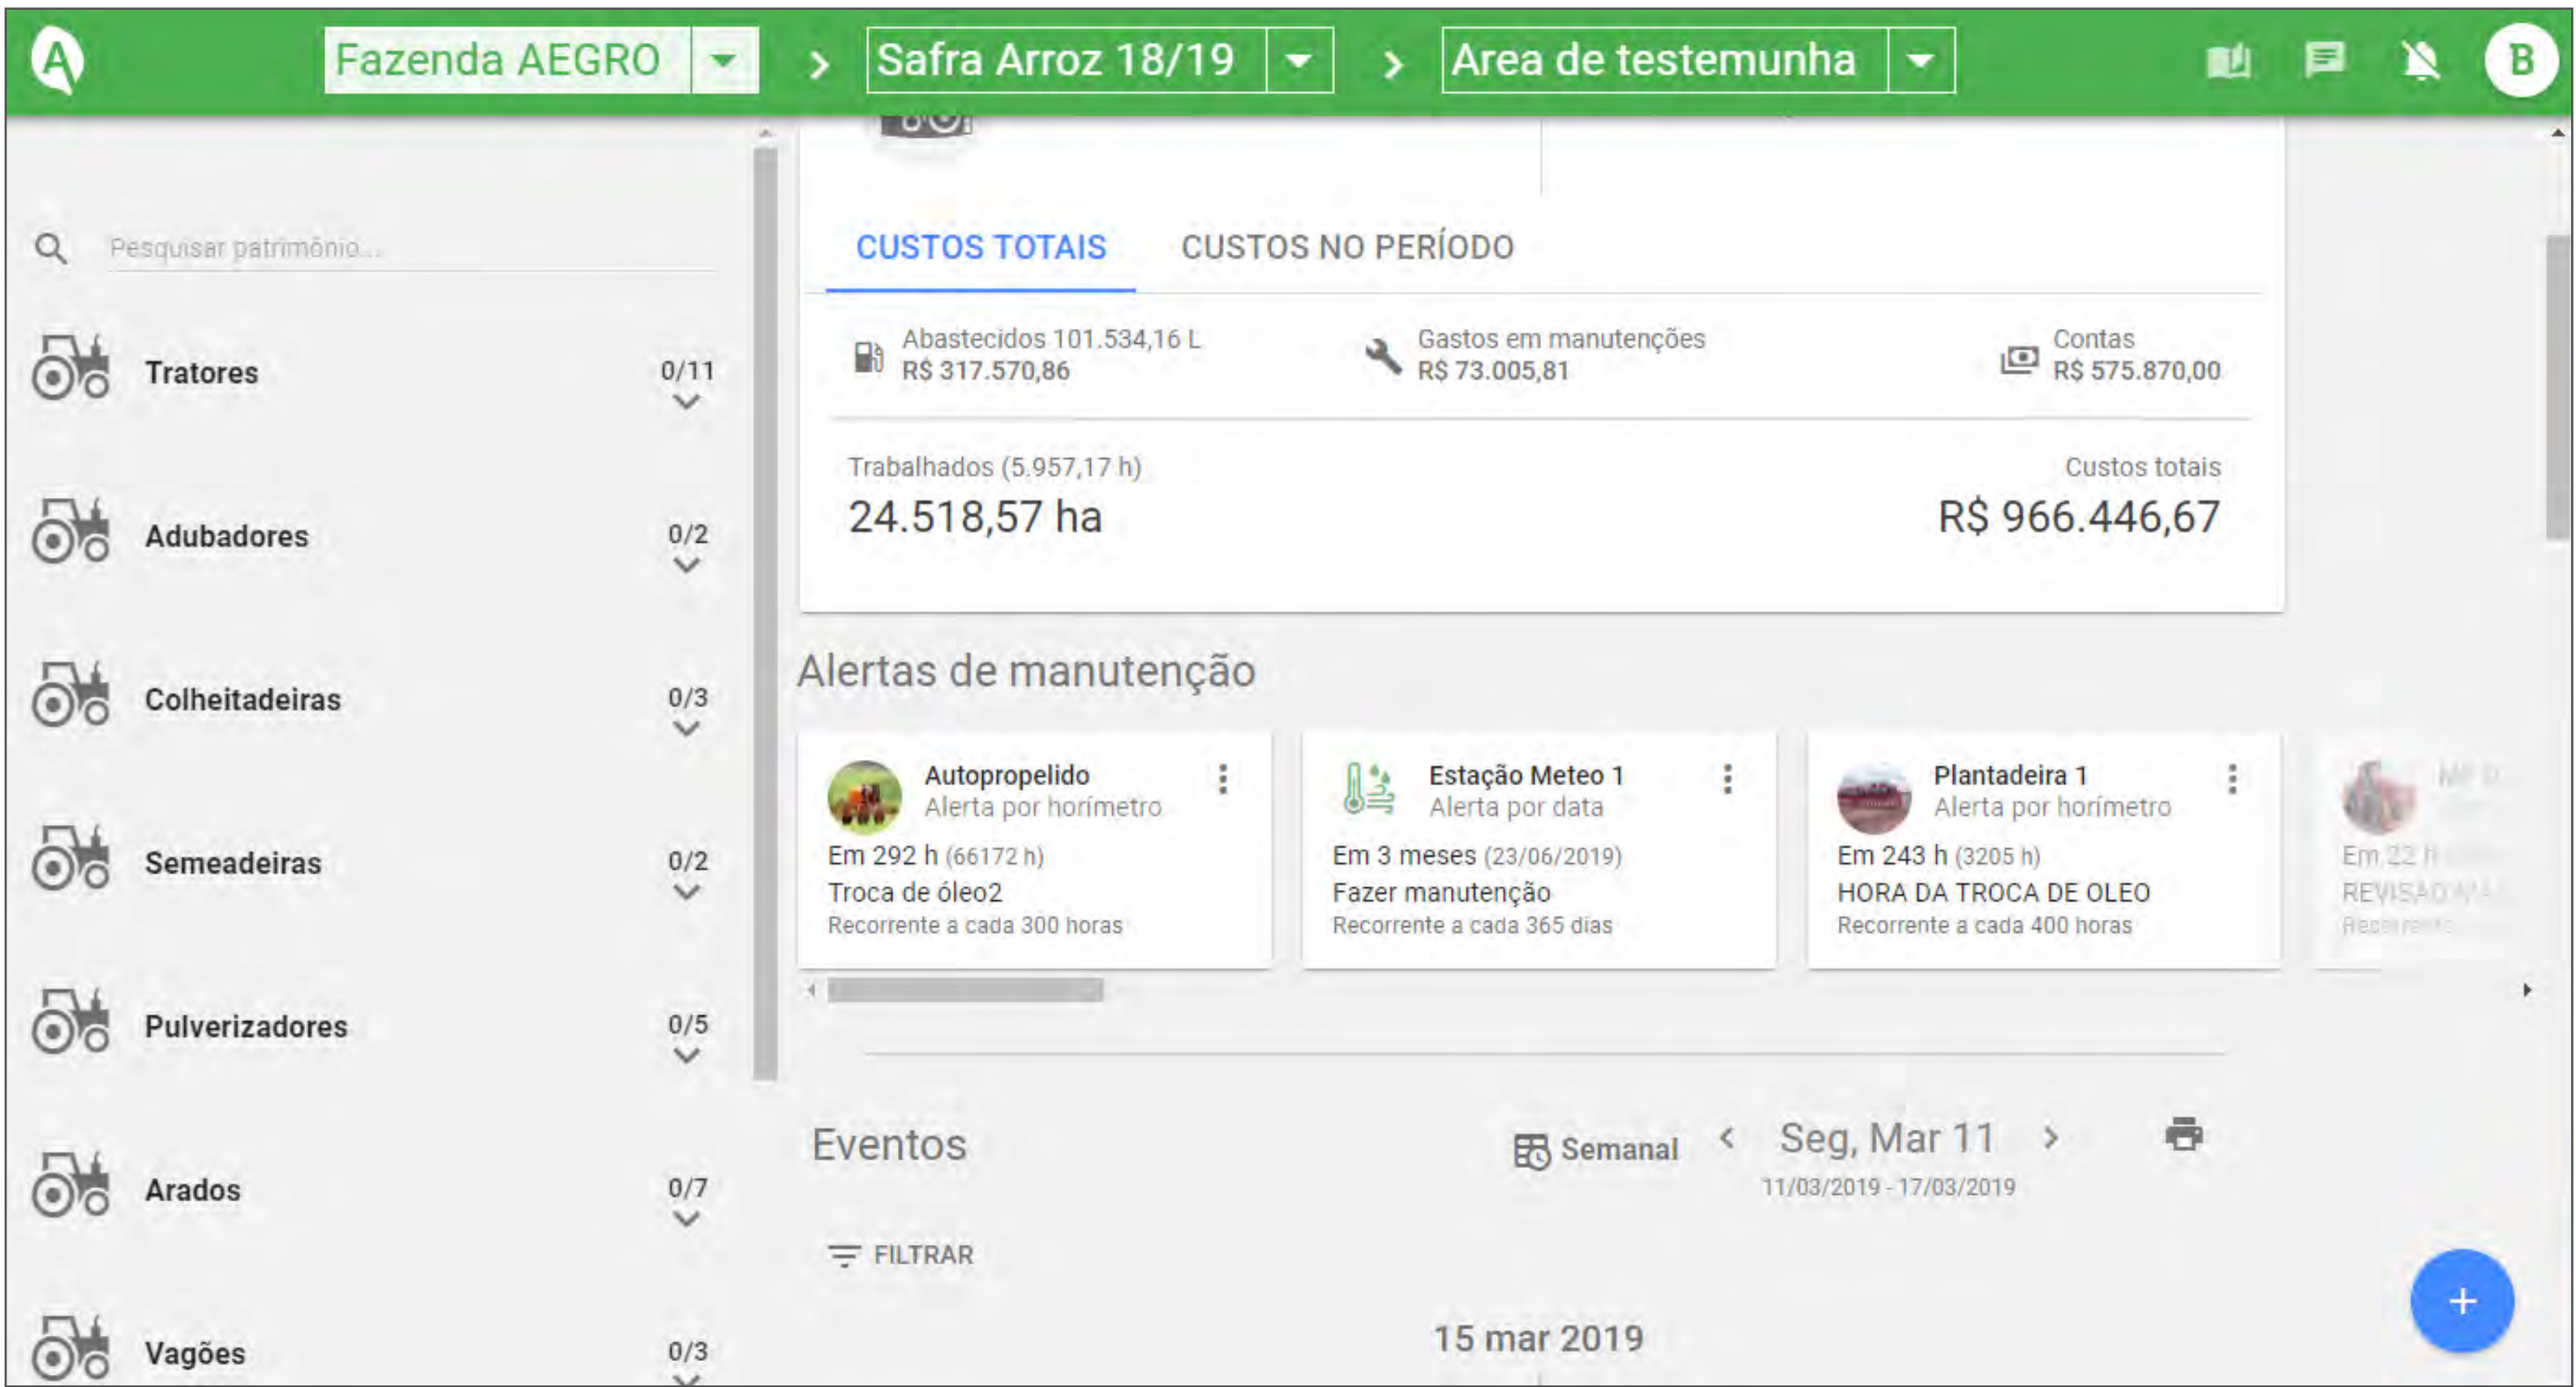 Fazenda AEGRO
Safra Arroz 18/19
Area de testemunha
B
Pesquisar patrimônio...
Tratores 0/11
Adubadores 0/2
Colheitadeiras 0/3
Semeadeiras 0/2
Pulverizadores 0/5
Arados 0/7
Vagões 0/3
CUSTOS TOTAIS CUSTOS NO PERÍODO
Abastecidos 101.534,16 L
R$ 317.570,86
Gastos em manutenções
R$ 73.005,81
Contas
R$ 575.870,00
Trabalhados (5.957,17 h)
24.518,57 ha
Custos totais
R$ 966.446,67
Alertas de manutenção
Autopropelido
Alerta por horímetro
Em 292 h (66172 h)
Troca de óleo2
Recorrente a cada 300 horas
Estação Meteo 1
Alerta por data
Em 3 meses (23/06/2019)
Fazer manutenção
Recorrente a cada 365 dias
Plantadeira 1
Alerta por horímetro
Em 243 h (3205 h)
HORA DA TROCA DE OLEO
Recorrente a cada 400 horas
Em 22 h
REVISAO
Eventos
Semanal
Seg, Mar 11
11/03/2019 - 17/03/2019
FILTRAR
15 mar 2019